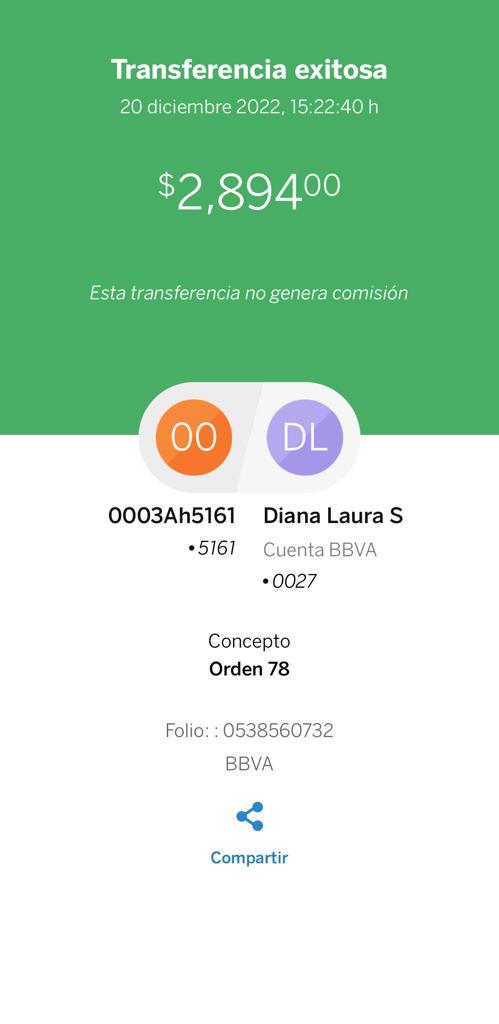 Transferencia exitosa
20 diciembre 2022, 15:22:40 h
$2,894.00
Esta transferencia no genera comisión
00
DL
0003Ah5161
•5161
Diana Laura S
Cuenta BBVA
•0027
Concepto
Orden 78
Folio: : 0538560732
BBVA
Compartir